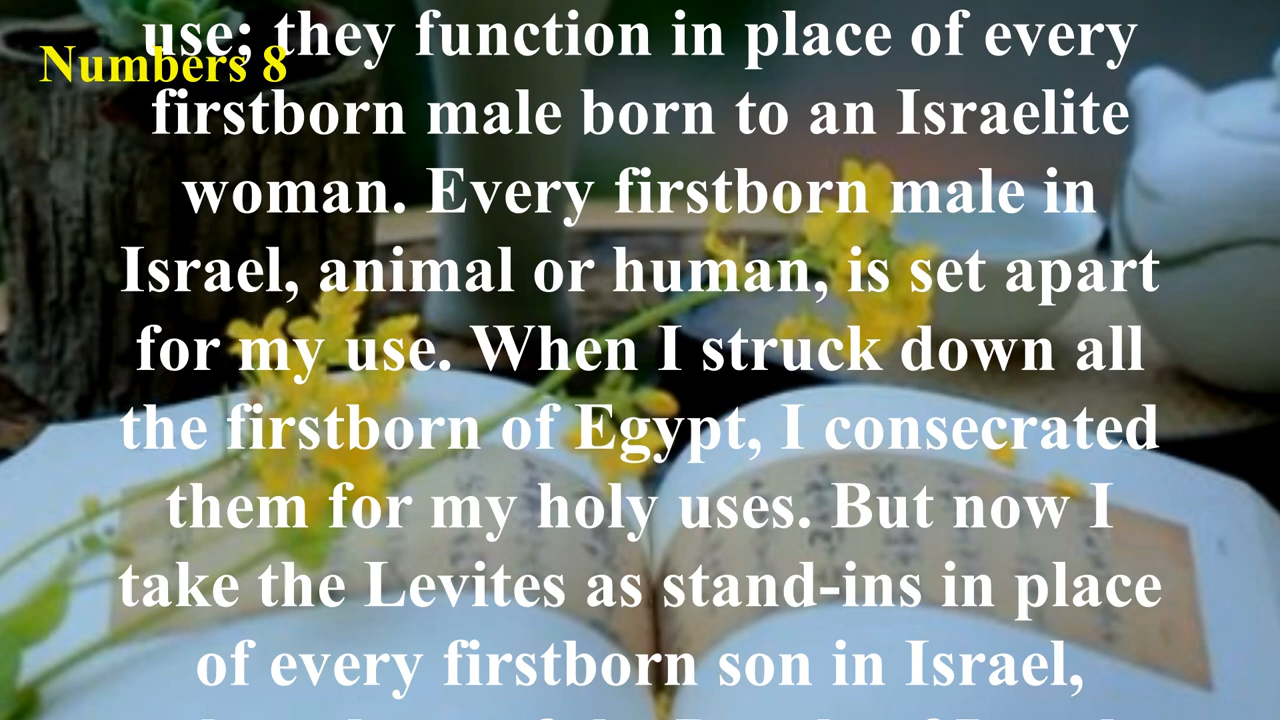 use; they function in place of every
Numbers 8
firstborn male born to an Israelite
woman. Every firstborn male in
Israel, animal or human, is set apart
for my use. When I struck down all
the firstborn of Egypt, I consecrated
them for my holy uses. But now I
take the Levites as stand-ins in place
of every firstborn son in Israel,